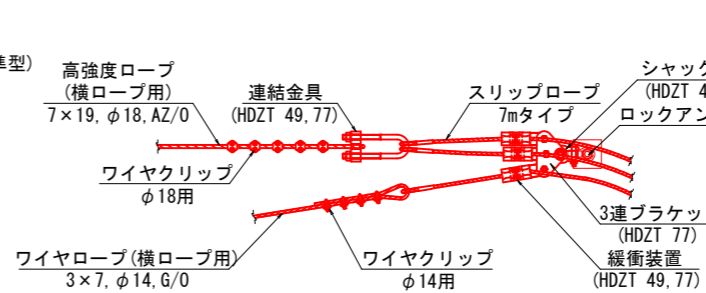 準型)
高強度ロープ
(横ロープ用)
7×19, φ18, AZ/O
連結金具
(HDZT 49, 77)
スリップロープ
7mタイプ
シャック
(HDZT 4
ロックアン
ワイヤクリップ
φ18用
ワイヤロープ(横ロープ用)
3×7, φ14, G/O
ワイヤクリップ
φ14用
3連ブラケッ
(HDZT 77)
緩衝装置
(HDZT 49, 77)